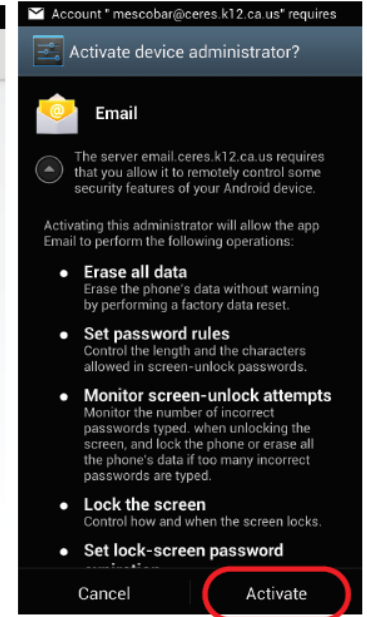 Account " mescobar@ceres.k12.ca.us" requires
Activate device administrator?
Email
The server email.ceres.k12.ca.us requires
that you allow it to remotely control some
security features of your Android device.
Activating this administrator will allow the app
Email to perform the following operations:
● Erase all data
Erase the phone's data without warning
by performing a factory data reset.
● Set password rules
Control the length and the characters
allowed in screen-unlock passwords.
● Monitor screen-unlock attempts
Monitor the number of incorrect
passwords typed. when unlocking the
screen, and lock the phone or erase all
the phone's data if too many incorrect
passwords are typed.
● Lock the screen
Control how and when the screen locks.
● Set lock-screen password
Cancel
Activate